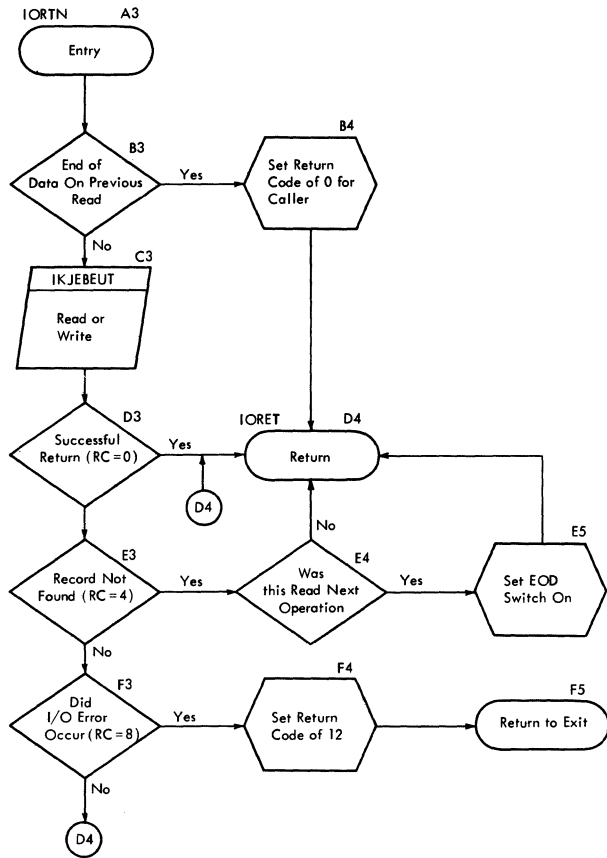 IORTN A3
Entry
B3
End of
Data On Previous
Read
Yes
B4
Set Return
Code of 0 for
Caller
No
C3
IKJEBEUT
Read or
Write
D3
Successful
Return (RC=0)
Yes
D4
IORET D4
Return
No
E3
Record Not
Found (RC=4)
Yes
E4
Was
this Read Next
Operation
Yes
E5
Set EOD
Switch On
No
F3
Did
I/O Error
Occur (RC=8)
Yes
F4
Set Return
Code of 12
F5
Return to Exit
No
D4